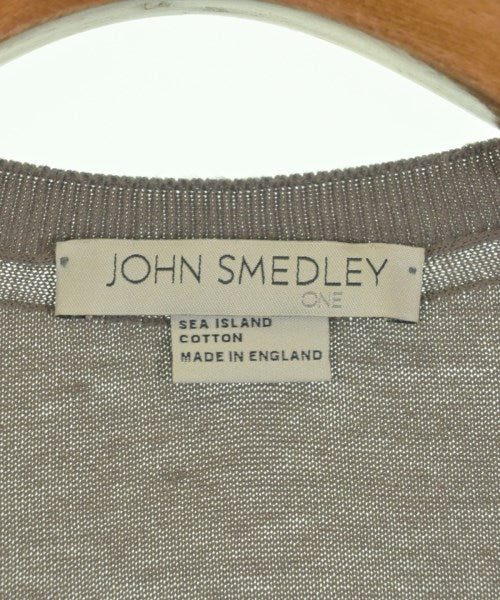 JOHN SMEDLEY
ONE
SEA ISLAND
COTTON
MADE IN ENGLAND